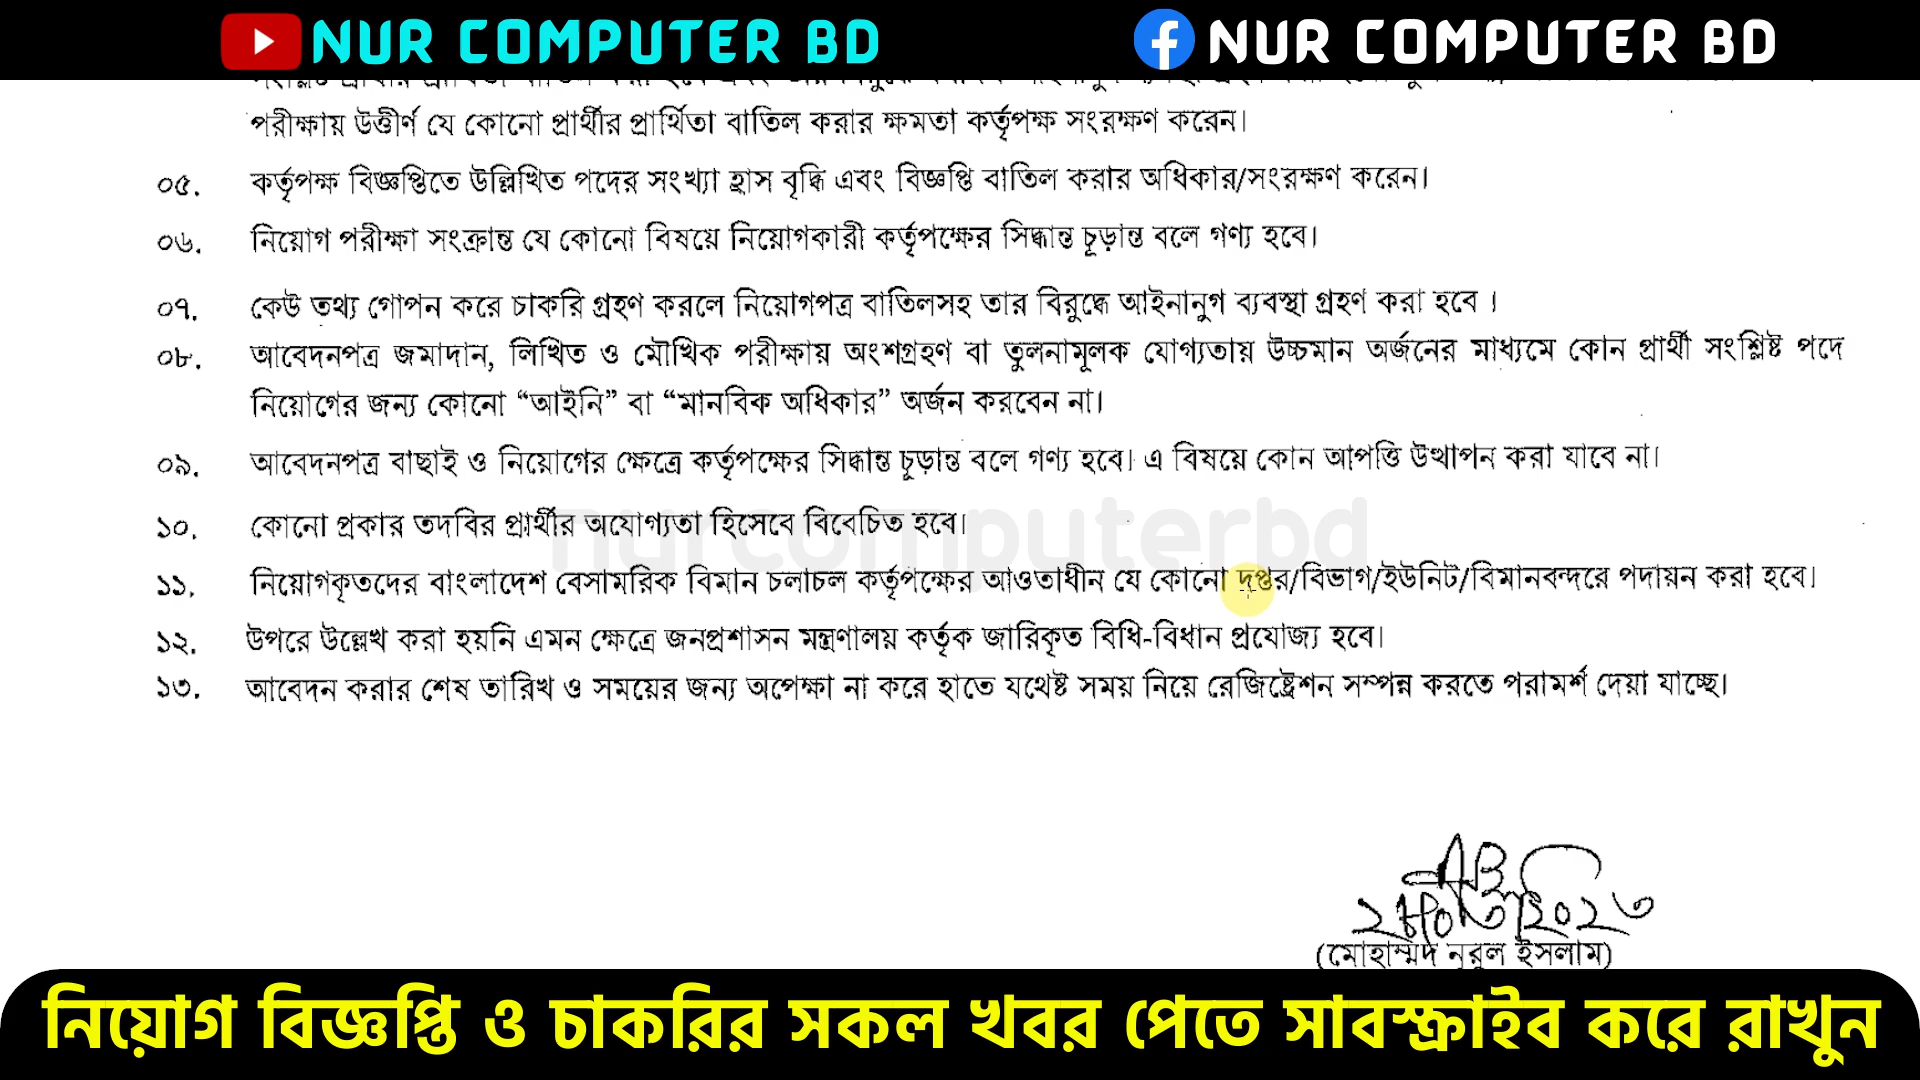 NUR COMPUTER BD NUR COMPUTER BD
পরীক্ষায় উত্তীর্ণ যে কোনো প্রার্থীর প্রার্থিতা বাতিল করার ক্ষমতা কর্তৃপক্ষ সংরক্ষণ করেন।
০৫. কর্তৃপক্ষ বিজ্ঞপ্তিতে উল্লিখিত পদের সংখ্যা হ্রাস বৃদ্ধি এবং বিজ্ঞপ্তি বাতিল করার অধিকার/সংরক্ষণ করেন।
০৬. নিয়োগ পরীক্ষা সংক্রান্ত যে কোনো বিষয়ে নিয়োগকারী কর্তৃপক্ষের সিদ্ধান্ত চূড়ান্ত বলে গণ্য হবে।
০৭. কেউ তথ্য গোপন করে চাকরি গ্রহণ করলে নিয়োগপত্র বাতিলসহ তার বিরুদ্ধে আইনানুগ ব্যবস্থা গ্রহণ করা হবে ।
০৮. আবেদনপত্র জমাদান, লিখিত ও মৌখিক পরীক্ষায় অংশগ্রহণ বা তুলনামূলক যোগ্যতায় উচ্চমান অর্জনের মাধ্যমে কোন প্রার্থী সংশ্লিষ্ট পদে
নিয়োগের জন্য কোনো “আইনি” বা “মানবিক অধিকার” অর্জন করবেন না।
০৯. আবেদনপত্র বাছাই ও নিয়োগের ক্ষেত্রে কর্তৃপক্ষের সিদ্ধান্ত চূড়ান্ত বলে গণ্য হবে। এ বিষয়ে কোন আপত্তি উত্থাপন করা যাবে না।
১০. কোনো প্রকার তদবির প্রার্থীর অযোগ্যতা হিসেবে বিবেচিত হবে।
nurcomputerbd
১১. নিয়োগকৃতদের বাংলাদেশ বেসামরিক বিমান চলাচল কর্তৃপক্ষের আওতাধীন যে কোনো দপ্তর/বিভাগ/ইউনিট/বিমানবন্দরে পদায়ন করা হবে।
১২. উপরে উল্লেখ করা হয়নি এমন ক্ষেত্রে জনপ্রশাসন মন্ত্রণালয় কর্তৃক জারিকৃত বিধি-বিধান প্রযোজ্য হবে।
১৩. আবেদন করার শেষ তারিখ ও সময়ের জন্য অপেক্ষা না করে হাতে যথেষ্ট সময় নিয়ে রেজিস্ট্রেশন সম্পন্ন করতে পরামর্শ দেয়া যাচ্ছে।
(মোহাম্মদ নূরুল ইসলাম)
নিয়োগ বিজ্ঞপ্তি ও চাকরির সকল খবর পেতে সাবস্ক্রাইব করে রাখুন